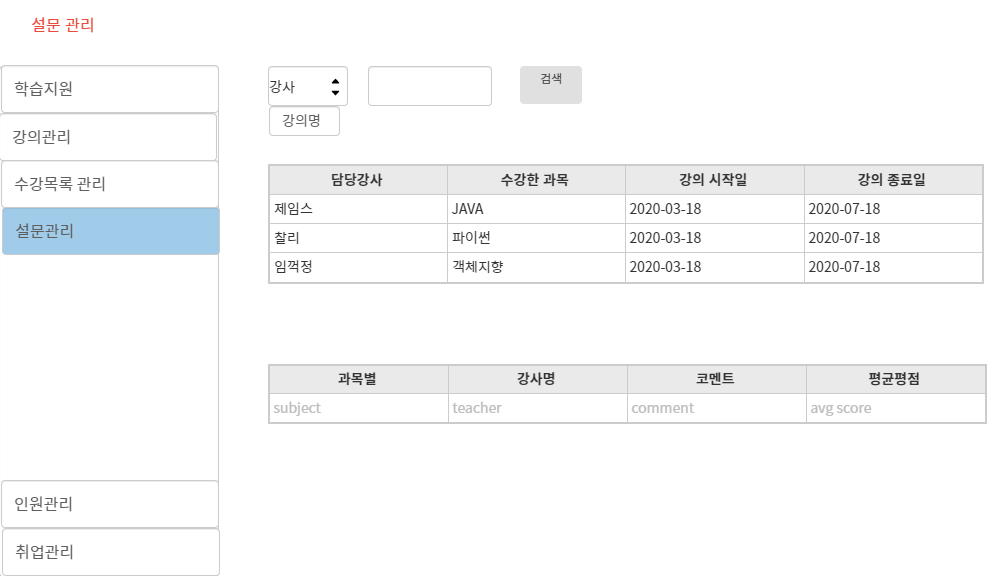 설문 관리
학습지원
강의관리
수강목록 관리
설문관리
인원관리
취업관리
강사 검색
강의명
담당강사 수강한 과목 강의 시작일 강의 종료일
제임스 JAVA 2020-03-18 2020-07-18
찰리 파이썬 2020-03-18 2020-07-18
임꺽정 객체지향 2020-03-18 2020-07-18
과목별 강사명 코멘트 평균평점
subject teacher comment avg score